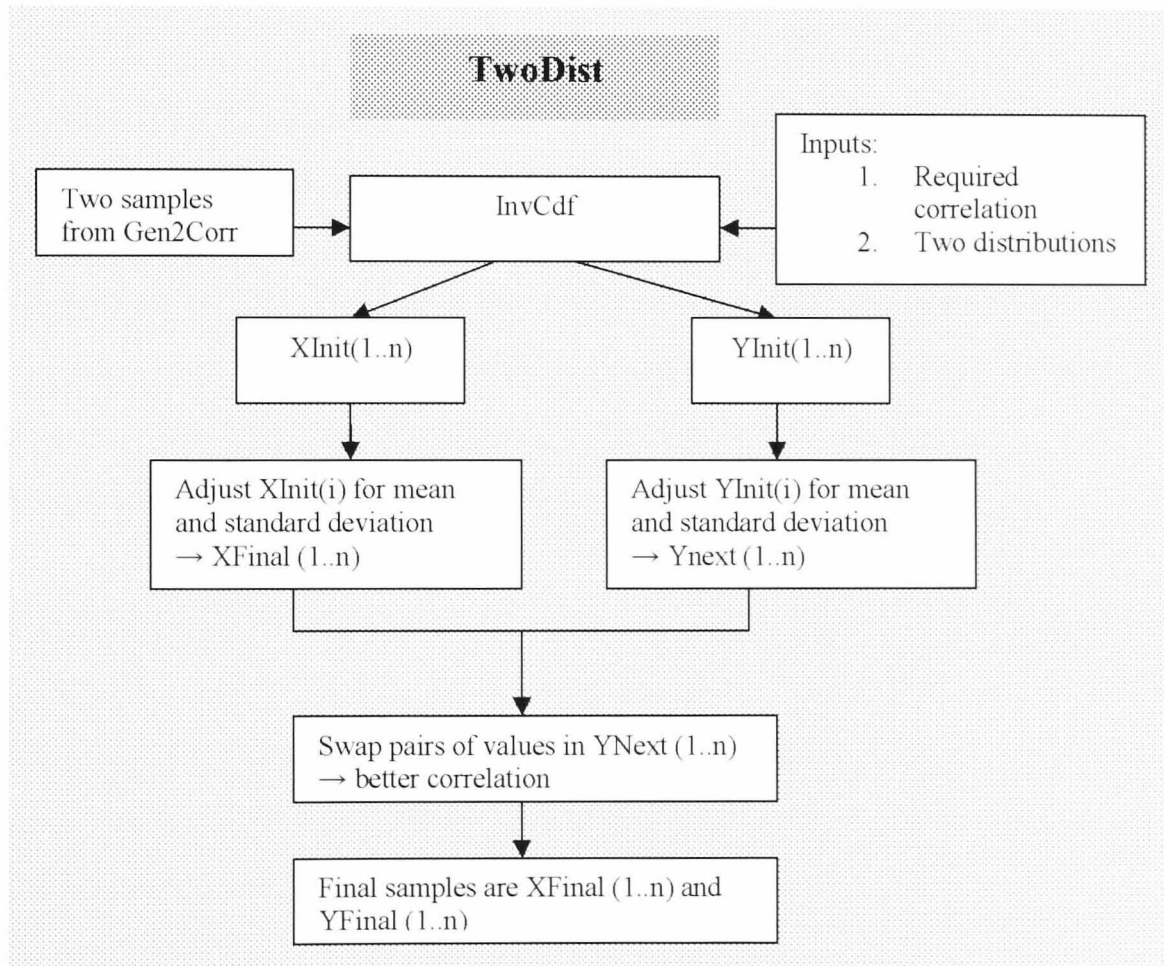 TwoDist
Two samples
from Gen2Corr
InvCdf
Inputs:
1. Required
correlation
2. Two distributions
XInit(1..n)
YInit(1..n)
Adjust XInit(i) for mean
and standard deviation
→ XFinal (1..n)
Adjust YInit(i) for mean
and standard deviation
→ Ynext (1..n)
Swap pairs of values in YNext (1..n)
→ better correlation
Final samples are XFinal (1..n) and
YFinal (1..n)